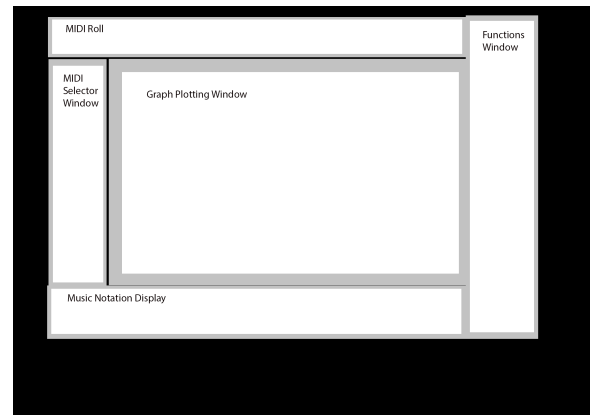 MIDI Roll
Functions
Window
MIDI
Selector
Window
Graph Plotting Window
Music Notation Display